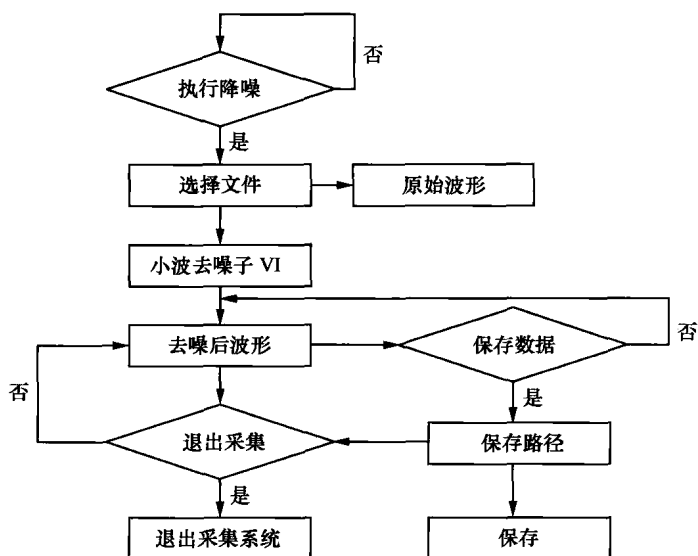 否
执行降噪
是
选择文件
原始波形
小波去噪子 VI
去噪后波形
保存数据
否
否
是
退出采集
保存路径
是
退出采集系统
保存